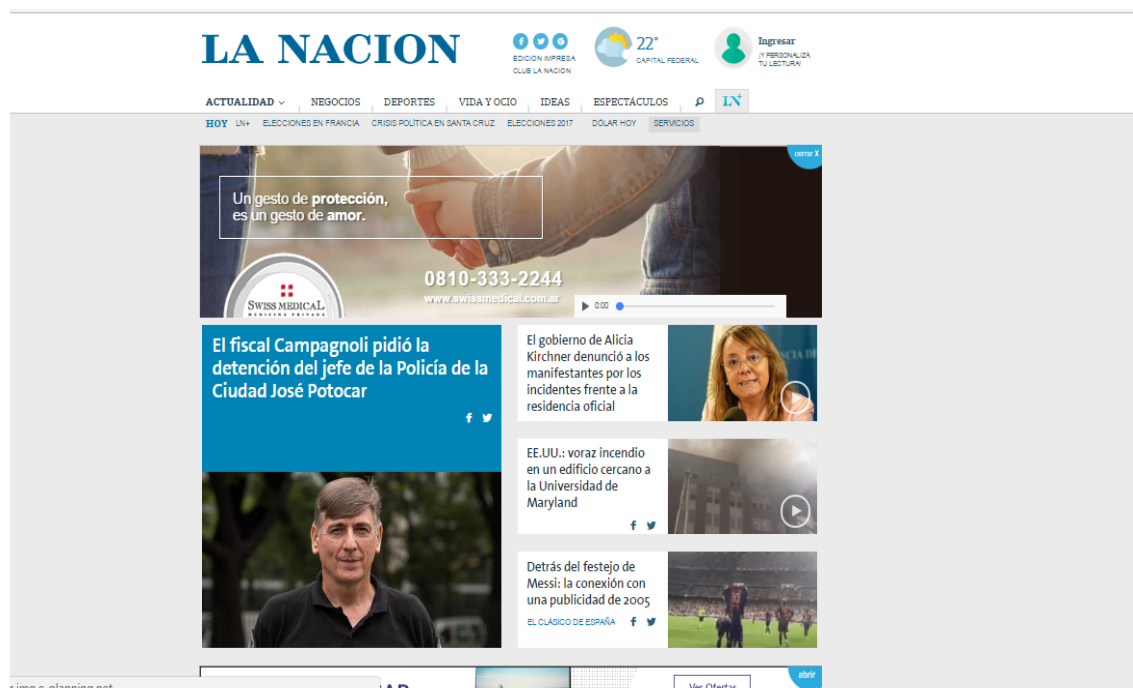 LA NACION
EDICION IMPRESA
CLUB LA NACION
22°
CAPITAL FEDERAL
Ingresar
¡Y PERSONALIZÁ
TU LECTURA!
ACTUALIDAD NEGOCIOS DEPORTES VIDA Y OCIO IDEAS ESPECTÁCULOS LN+
HOY LN+ ELECCIONES EN FRANCIA CRISIS POLÍTICA EN SANTA CRUZ ELECCIONES 2017 DÓLAR HOY SERVICIOS
cerrar X
Un gesto de protección,
es un gesto de amor.
0810-333-2244
www.swissmedical.com.ar
SWISS MEDICAL
MEDICINA PRIVADA
0:00
El fiscal Campagnoli pidió la
detención del jefe de la Policía de la
Ciudad José Potocar
El gobierno de Alicia
Kirchner denunció a los
manifestantes por los
incidentes frente a la
residencia oficial
EE.UU.: voraz incendio
en un edificio cercano a
la Universidad de
Maryland
Detrás del festejo de
Messi: la conexión con
una publicidad de 2005
EL CLÁSICO DE ESPAÑA
abrir
Ver Ofertas